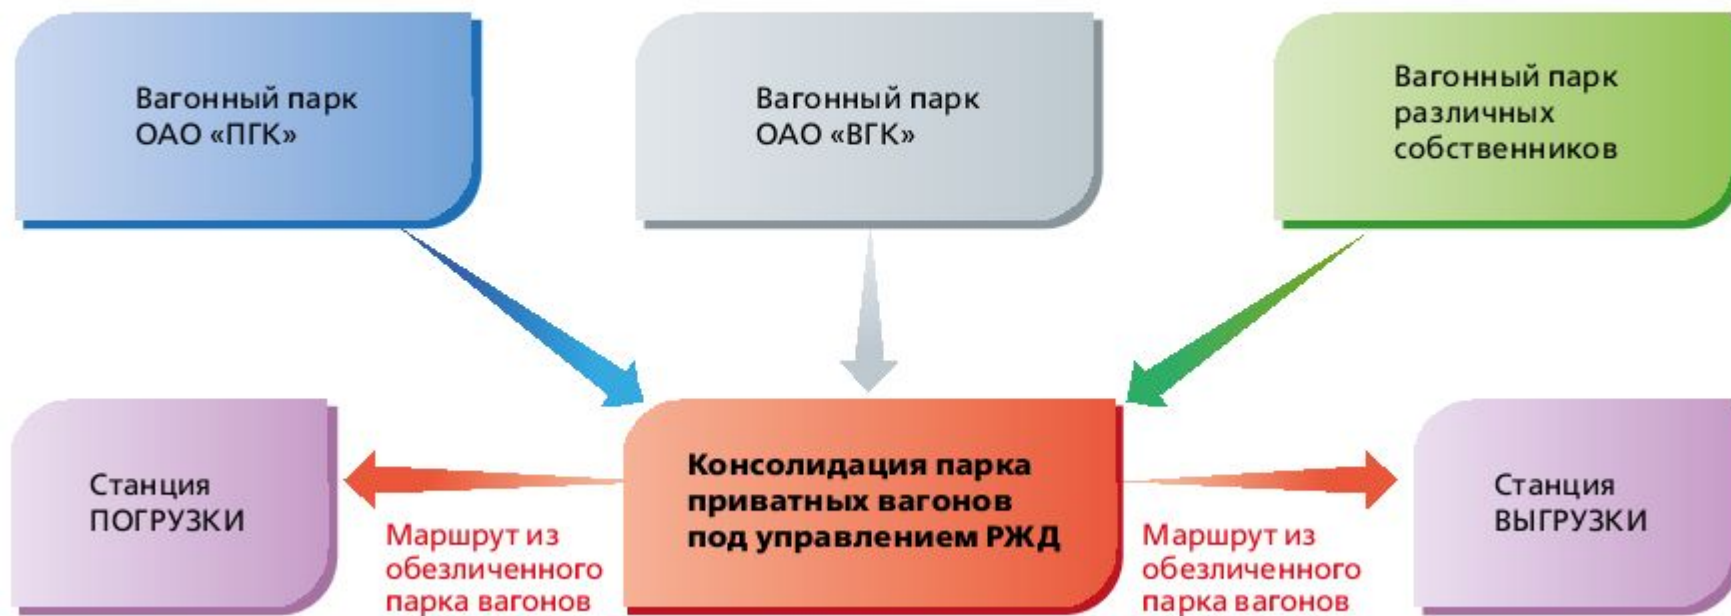 Вагонный парк
ОАО «ПГК»
Вагонный парк
ОАО «ВГК»
Вагонный парк
различных
собственников
Станция
ПОГРУЗКИ
Маршрут из
обезличенного
парка вагонов
Консолидация парка
приватных вагонов
под управлением РЖД
Маршрут из
обезличенного
парка вагонов
Станция
ВЫГРУЗКИ